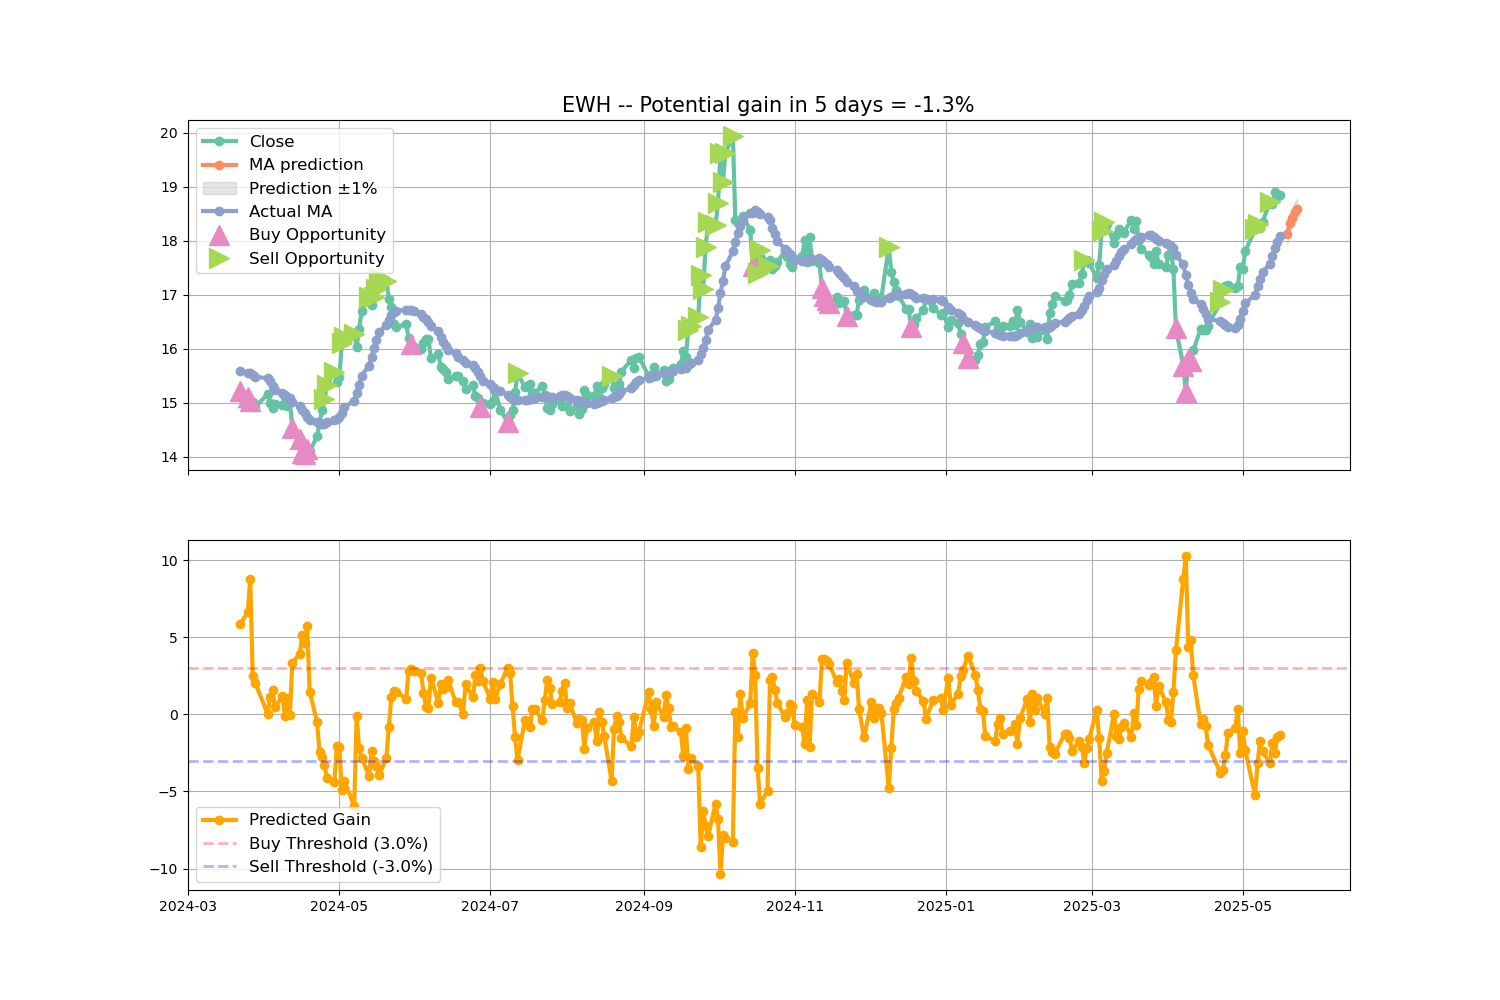 EWH -- Potential gain in 5 days = -1.3%
20
19
18
17
16
15
14
Close
MA prediction
Prediction ±1%
Actual MA
Buy Opportunity
Sell Opportunity
10
5
0
−5
−10
Predicted Gain
Buy Threshold (3.0%)
Sell Threshold (-3.0%)
2024-03 2024-05 2024-07 2024-09 2024-11 2025-01 2025-03 2025-05